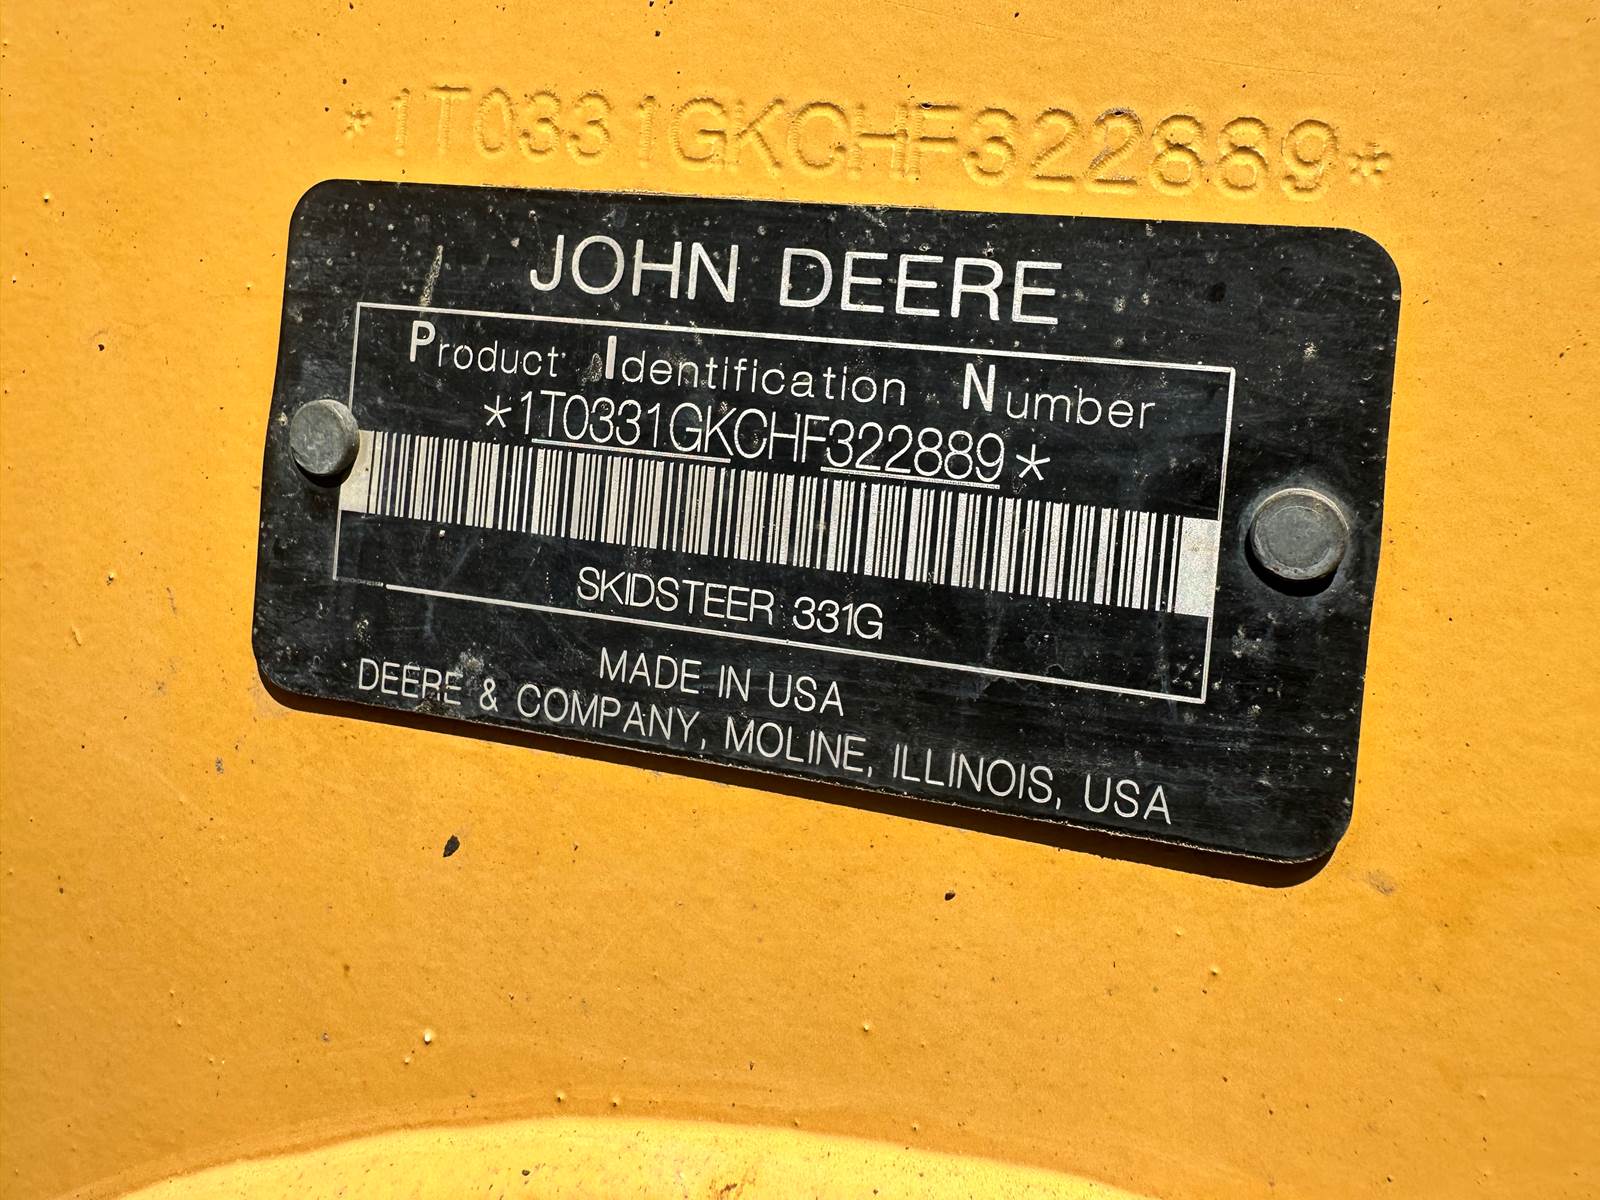 *1T0331GKCHF322889*
JOHN DEERE
Product Identification Number
*1T0331GKCHF322889*
SKIDSTEER 331G
MADE IN USA
DEERE & COMPANY, MOLINE, ILLINOIS, USA